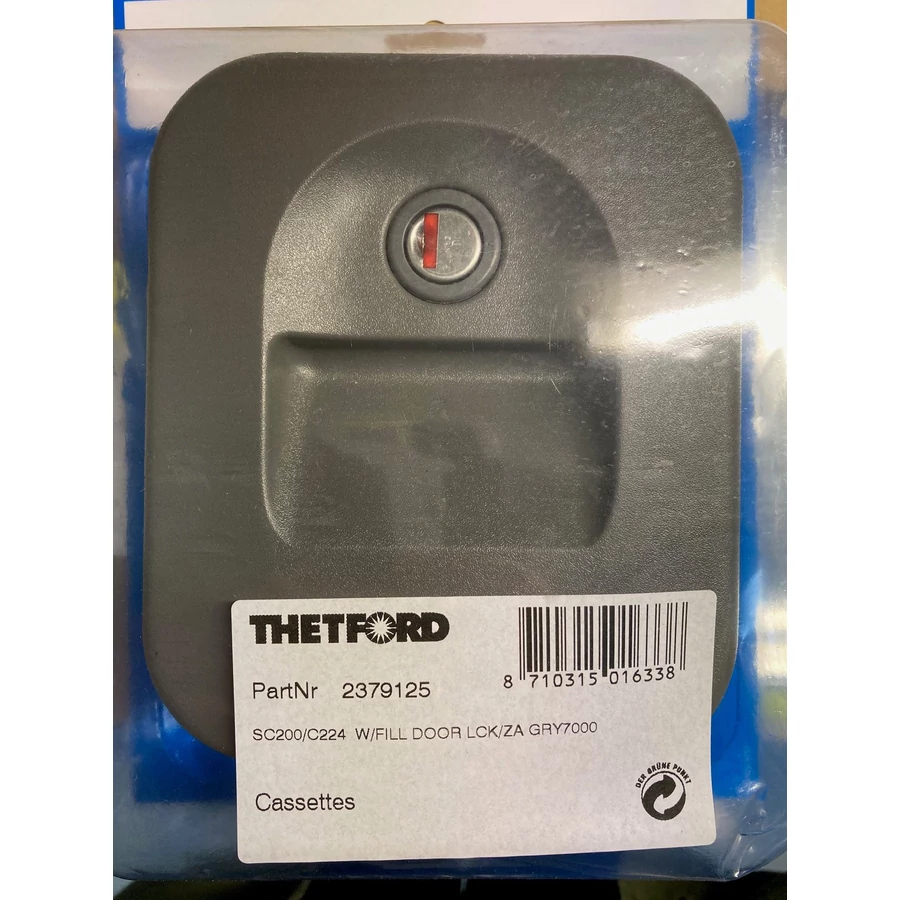 THETFORD
8 710315 016338
PartNr 2379125
SC200/C224 W/FILL DOOR LCK/ZA GRY7000
DER GRÜNE PUNKT
Cassettes